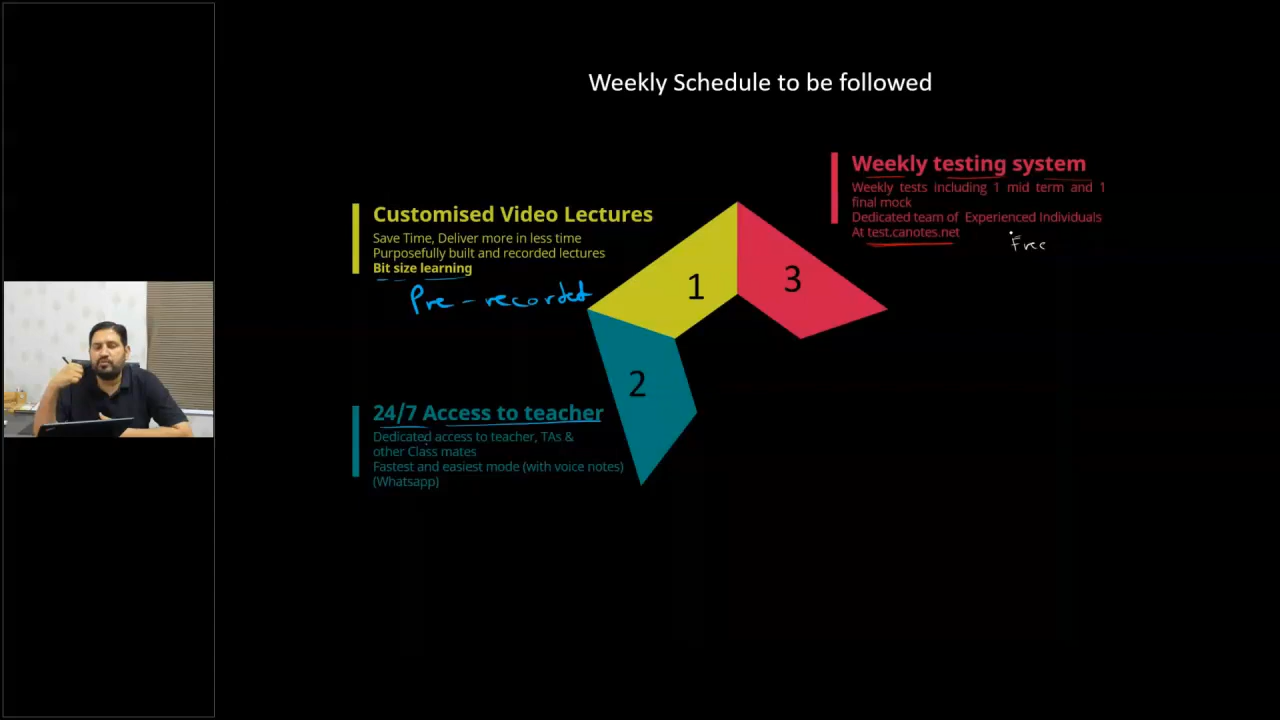 Weekly Schedule to be followed
Customised Video Lectures
Save Time, Deliver more in less time
Purposefully built and recorded lectures
Bit size learning
Pre - recorded
1
24/7 Access to teacher
Dedicated access to teacher, TAs &
other Class mates
Fastest and easiest mode (with voice notes)
(Whatsapp)
2
Weekly testing system
Weekly tests including 1 mid term and 1
final mock
Dedicated team of Experienced Individuals
At test.canotes.net
Free
3